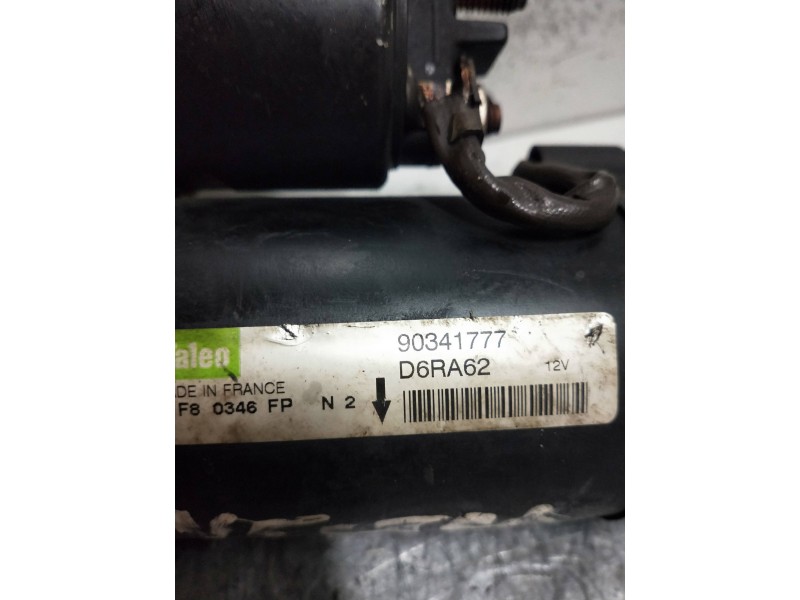 aleo
90341777
D6RA62 12V
DE IN FRANCE
F8 0346 FP N 2